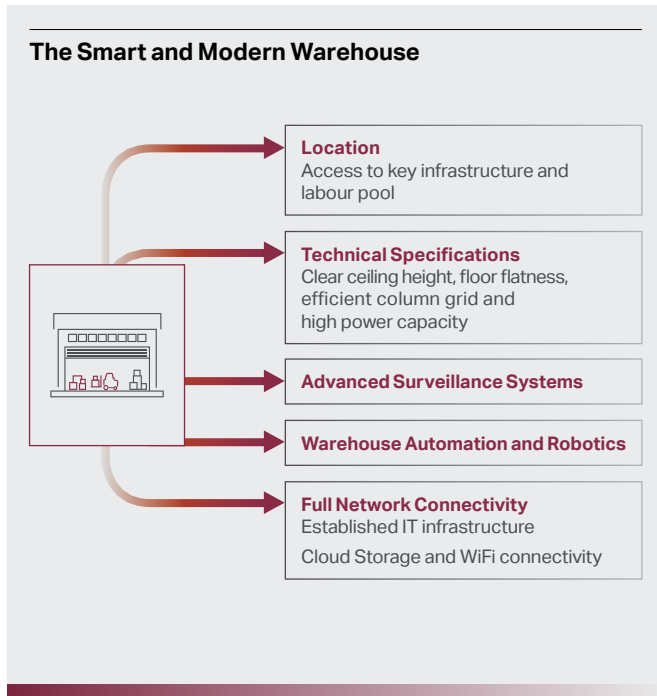 The Smart and Modern Warehouse
Location
Access to key infrastructure and
labour pool
Technical Specifications
Clear ceiling height, floor flatness,
efficient column grid and
high power capacity
Advanced Surveillance Systems
Warehouse Automation and Robotics
Full Network Connectivity
Established IT infrastructure
Cloud Storage and WiFi connectivity